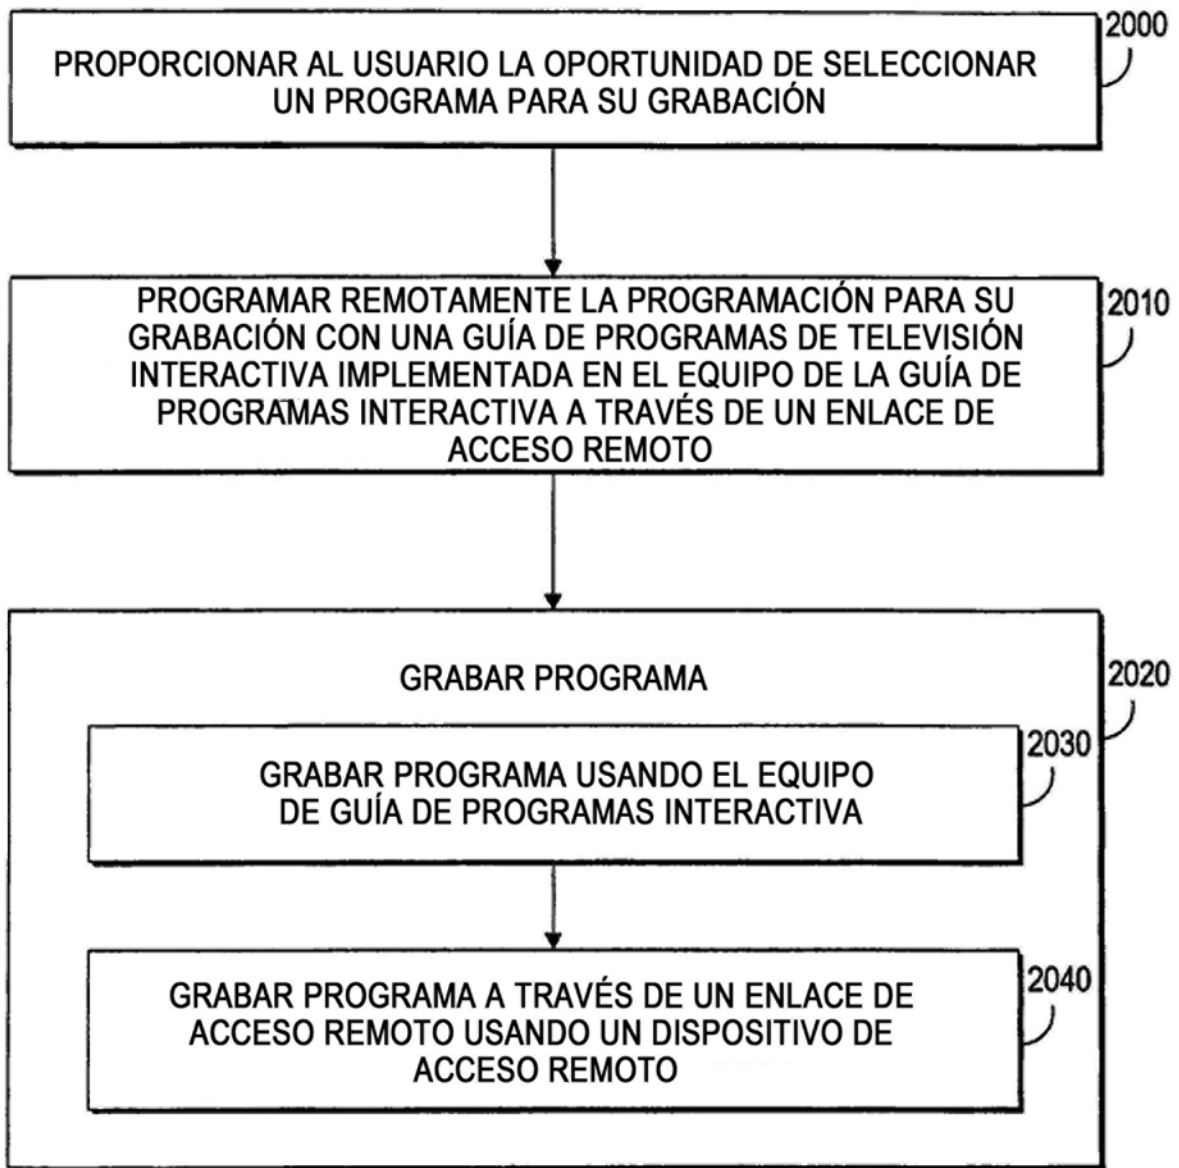 2000
PROPORCIONAR AL USUARIO LA OPORTUNIDAD DE SELECCIONAR
UN PROGRAMA PARA SU GRABACIÓN
2010
PROGRAMAR REMOTAMENTE LA PROGRAMACIÓN PARA SU
GRABACIÓN CON UNA GUÍA DE PROGRAMAS DE TELEVISIÓN
INTERACTIVA IMPLEMENTADA EN EL EQUIPO DE LA GUÍA DE
PROGRAMAS INTERACTIVA A TRAVÉS DE UN ENLACE DE
ACCESO REMOTO
2020
GRABAR PROGRAMA
2030
GRABAR PROGRAMA USANDO EL EQUIPO
DE GUÍA DE PROGRAMAS INTERACTIVA
2040
GRABAR PROGRAMA A TRAVÉS DE UN ENLACE DE
ACCESO REMOTO USANDO UN DISPOSITIVO DE
ACCESO REMOTO